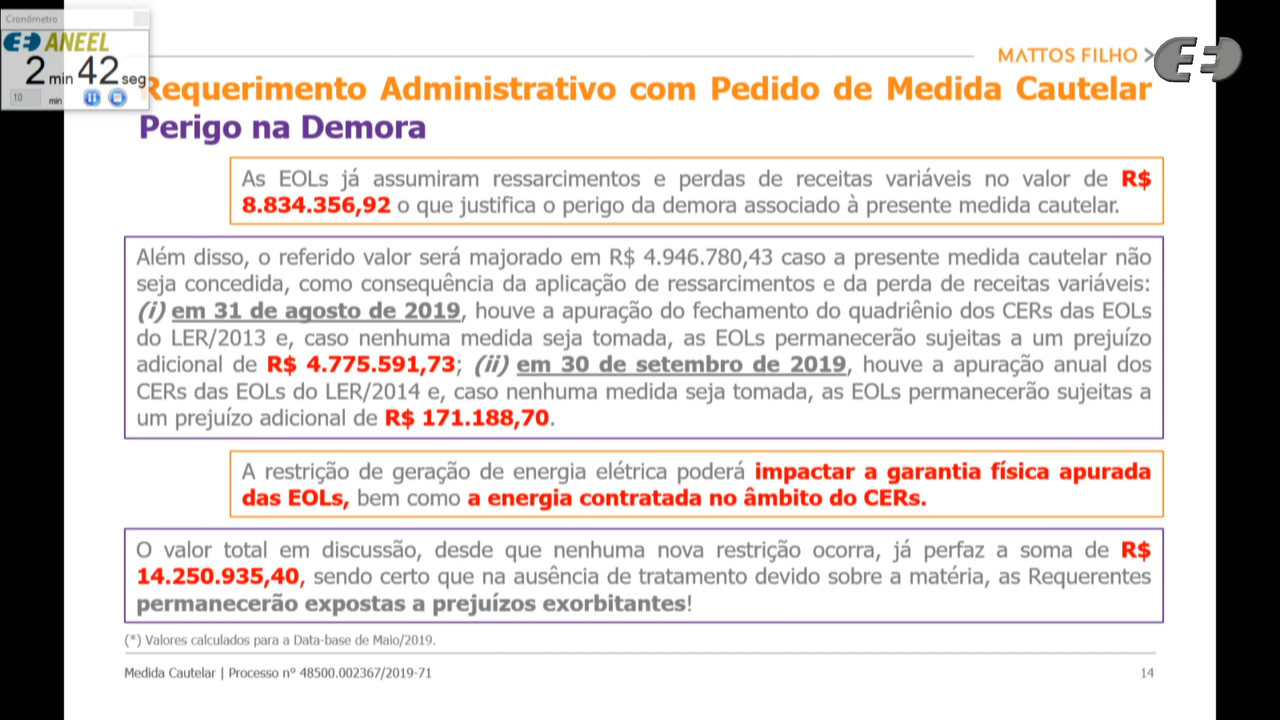 Cronômetro
ANEEL
2 min 42 seg
10 min
MATTOS FILHO >
Requerimento Administrativo com Pedido de Medida Cautelar
Perigo na Demora
As EOLs já assumiram ressarcimentos e perdas de receitas variáveis no valor de R$
8.834.356,92 o que justifica o perigo da demora associado à presente medida cautelar.
Além disso, o referido valor será majorado em R$ 4.946.780,43 caso a presente medida cautelar não
seja concedida, como consequência da aplicação de ressarcimentos e da perda de receitas variáveis:
(i) em 31 de agosto de 2019, houve a apuração do fechamento do quadriênio dos CERs das EOLs
do LER/2013 e, caso nenhuma medida seja tomada, as EOLs permanecerão sujeitas a um prejuízo
adicional de R$ 4.775.591,73; (ii) em 30 de setembro de 2019, houve a apuração anual dos
CERs das EOLs do LER/2014 e, caso nenhuma medida seja tomada, as EOLs permanecerão sujeitas a
um prejuízo adicional de R$ 171.188,70.
A restrição de geração de energia elétrica poderá impactar a garantia física apurada
das EOLs, bem como a energia contratada no âmbito do CERs.
O valor total em discussão, desde que nenhuma nova restrição ocorra, já perfaz a soma de R$
14.250.935,40, sendo certo que na ausência de tratamento devido sobre a matéria, as Requerentes
permanecerão expostas a prejuízos exorbitantes!
(*) Valores calculados para a Data-base de Maio/2019.
Medida Cautelar | Processo nº 48500.002367/2019-71
14